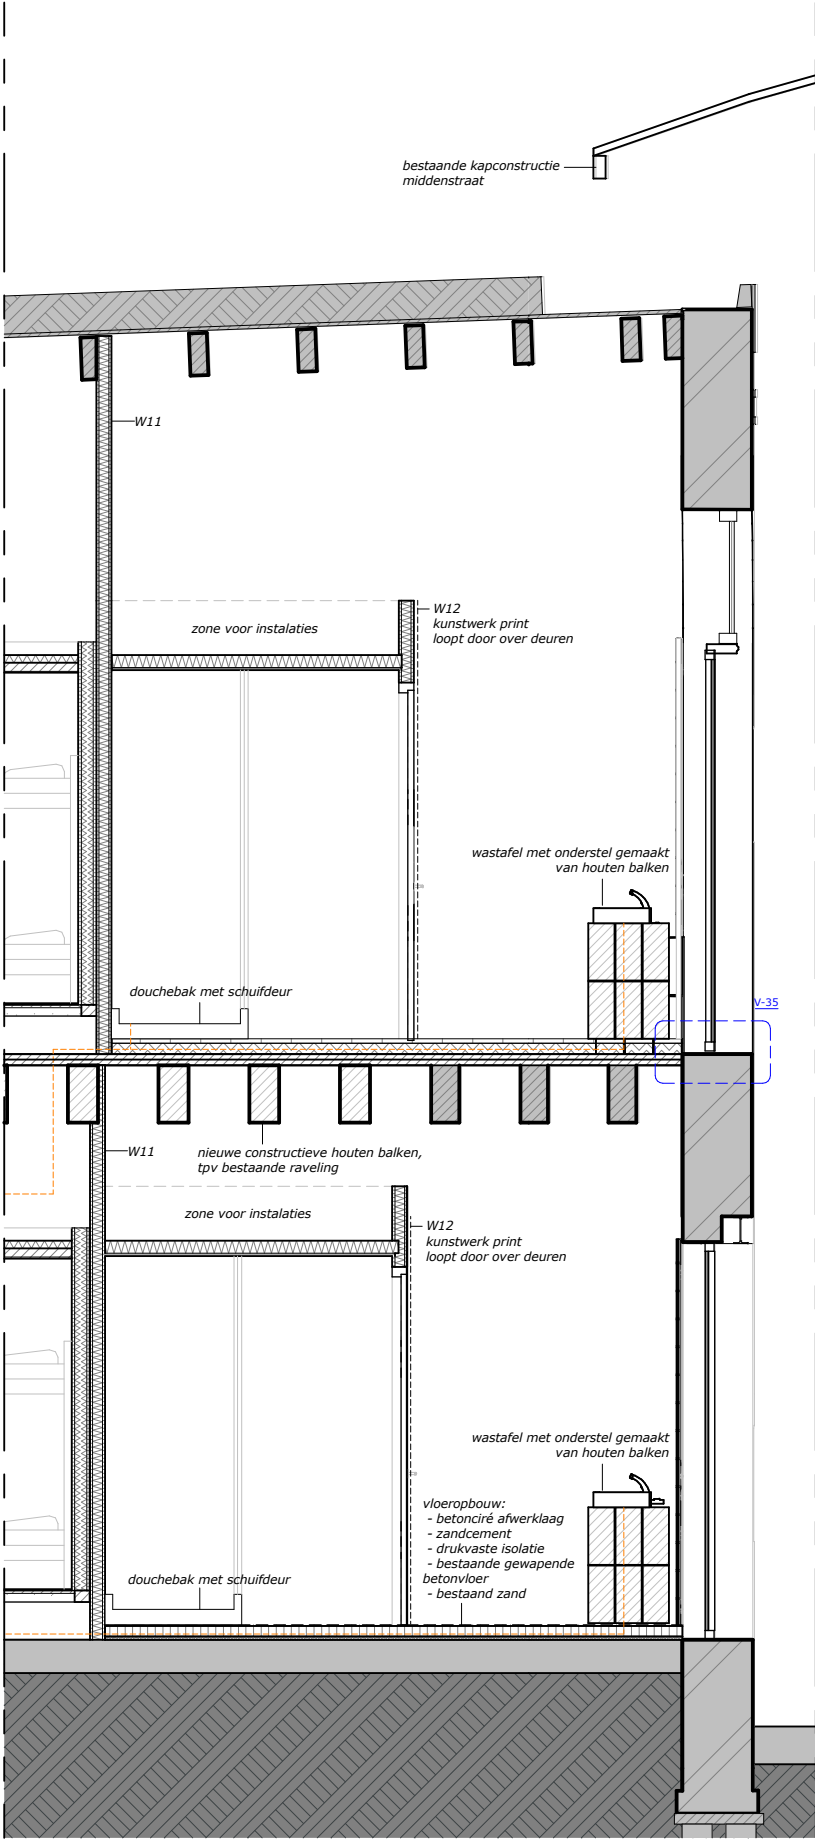 bestaande kapconstructie
middenstraat
W11
W12
kunstwerk print
loopt door over deuren
zone voor instalaties
wastafel met onderstel gemaakt
van houten balken
douchebak met schuifdeur
V-35
W11
nieuwe constructieve houten balken,
tpv bestaande raveling
zone voor instalaties
W12
kunstwerk print
loopt door over deuren
wastafel met onderstel gemaakt
van houten balken
vloeropbouw:
- betonciré afwerklaag
- zandcement
- drukvaste isolatie
- bestaande gewapende
betonvloer
- bestaand zand
douchebak met schuifdeur